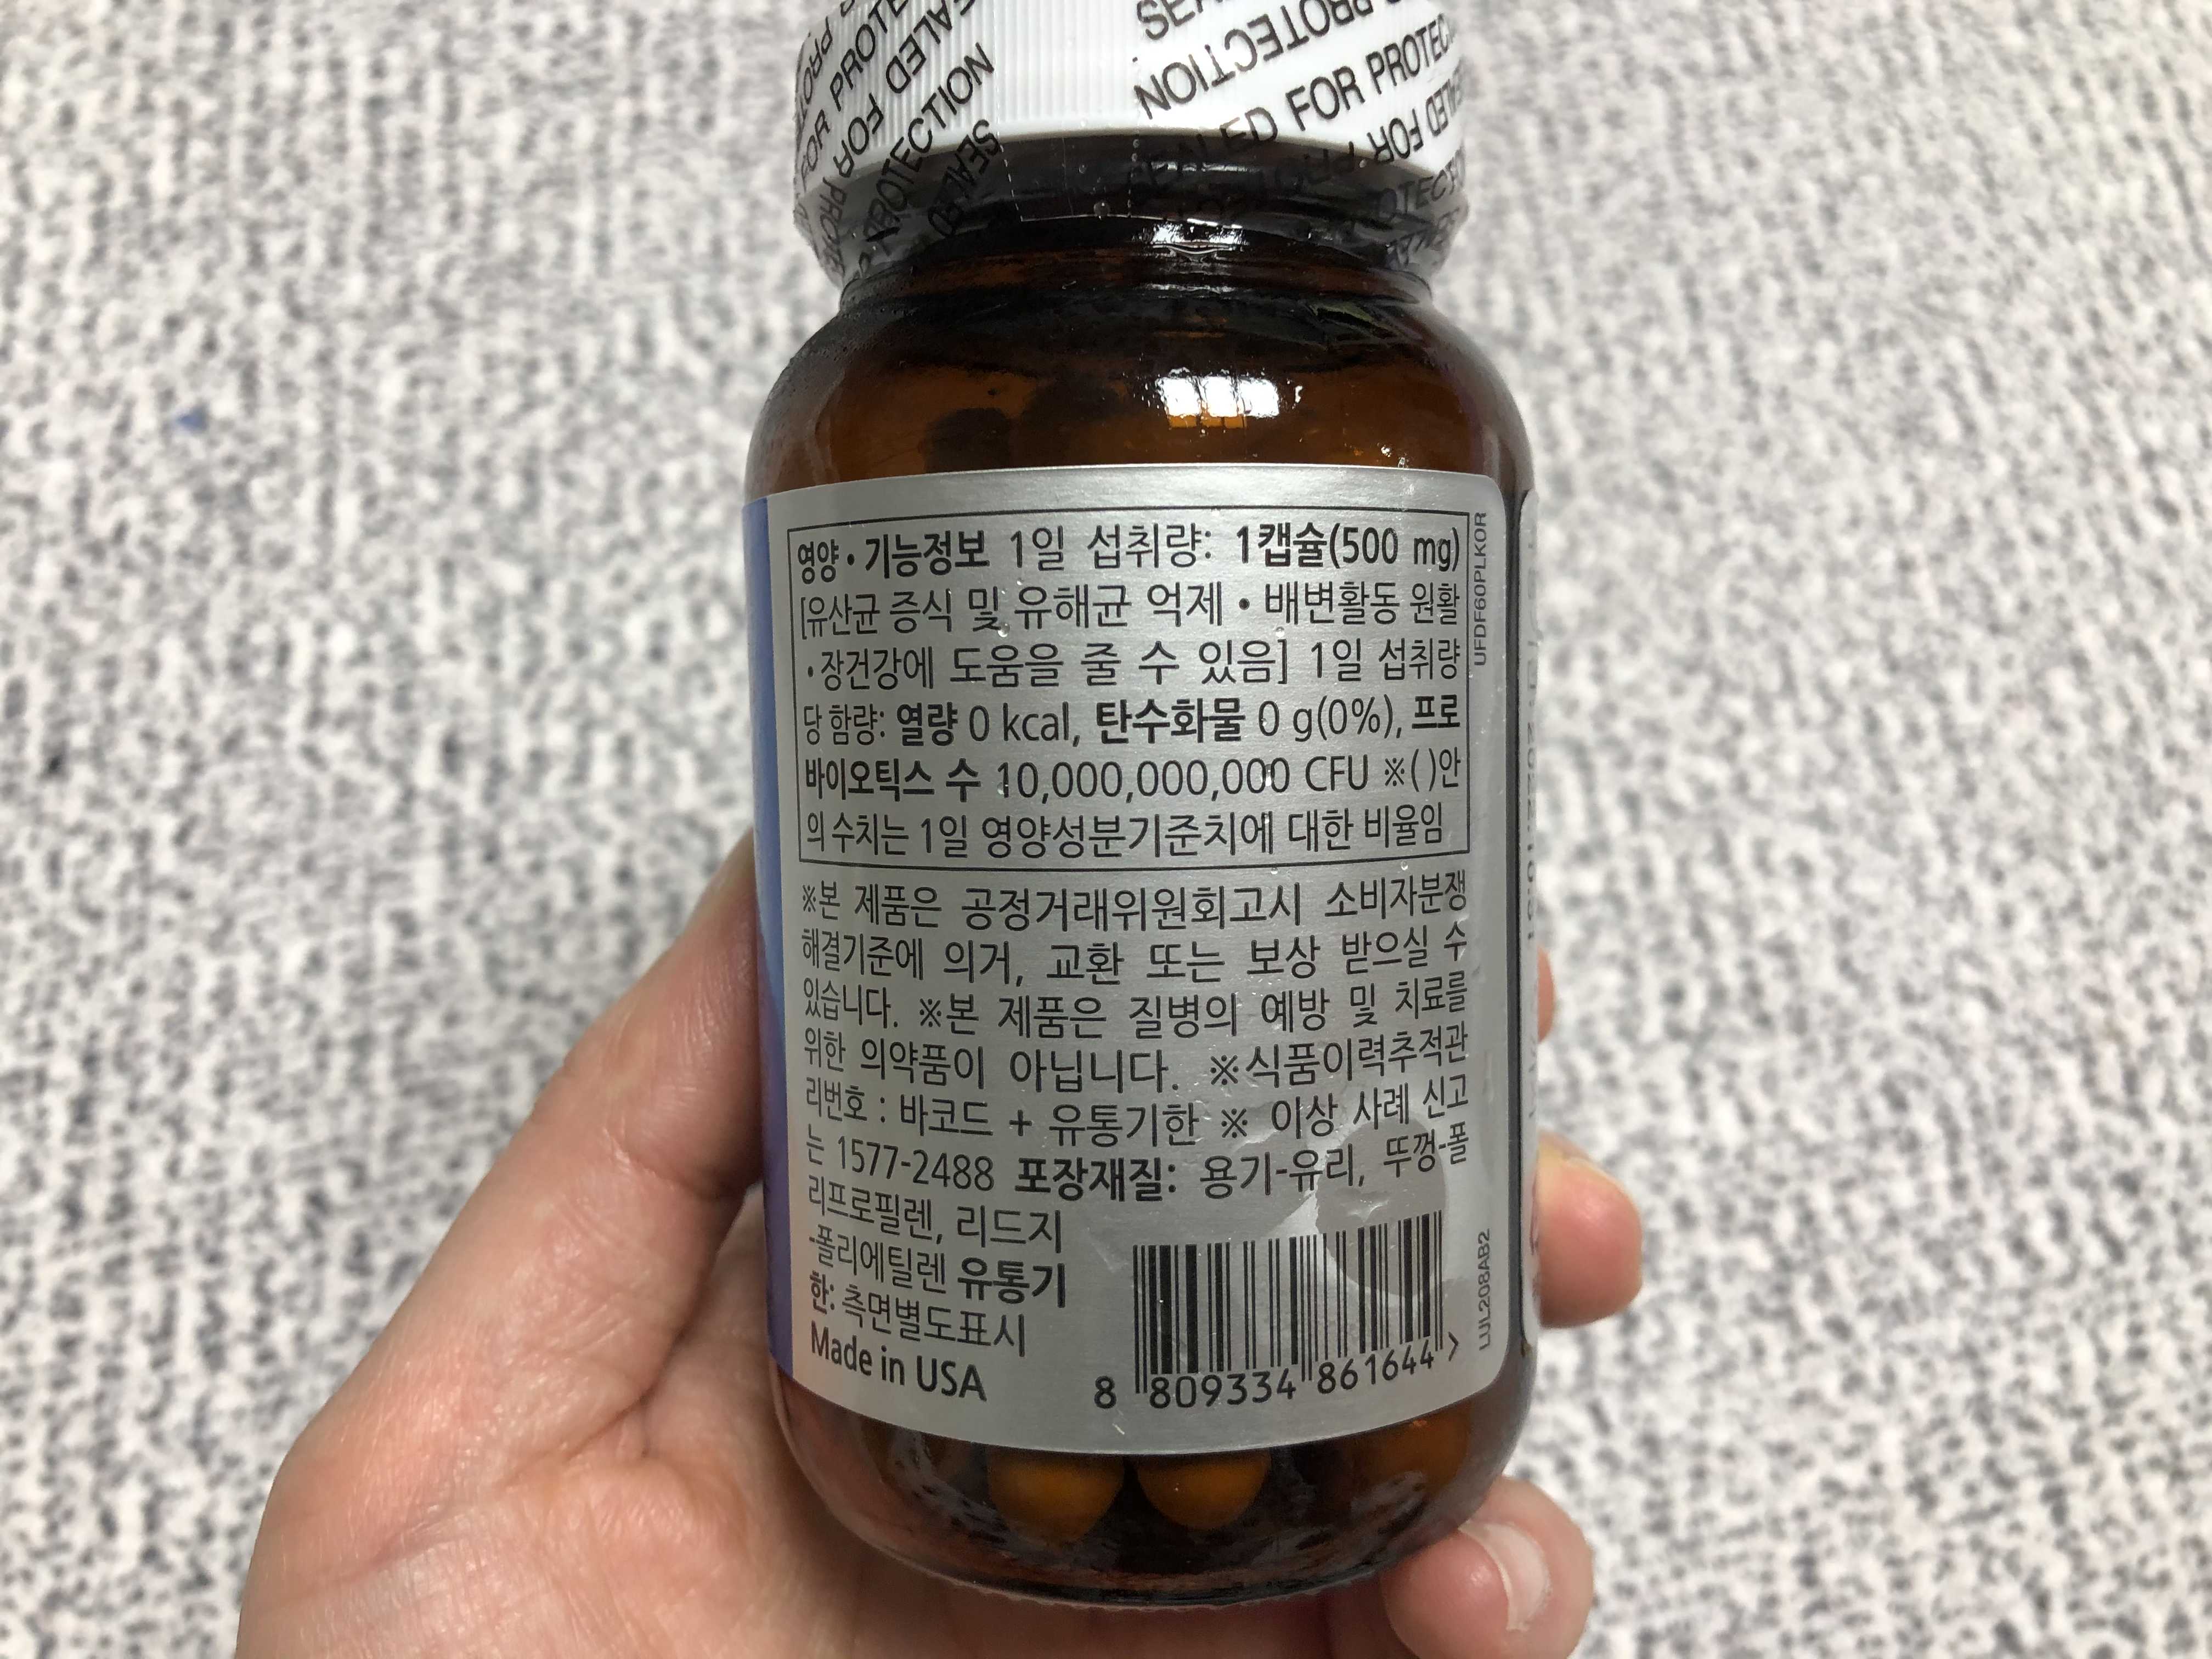 SEALED FOR PROTECTION
영양•기능정보 1일 섭취량: 1캡슐(500 mg)
[유산균 증식 및 유해균 억제•배변활동 원활
•장건강에 도움을 줄 수 있음] 1일 섭취량
당 함량: 열량 0 kcal, 탄수화물 0 g(0%), 프로
바이오틱스 수 10,000,000,000 CFU ※( )안
의 수치는 1일 영양성분기준치에 대한 비율임
※본 제품은 공정거래위원회고시 소비자분쟁
해결기준에 의거, 교환 또는 보상 받으실 수
있습니다. ※본 제품은 질병의 예방 및 치료를
위한 의약품이 아닙니다. ※식품이력추적관
리번호 : 바코드 + 유통기한 ※ 이상 사례 신고
는 1577-2488 포장재질: 용기-유리, 뚜껑-폴
리프로필렌, 리드지
-폴리에틸렌 유통기
한: 측면별도표시
Made in USA
8 809334 861644 >
UFDF60PLKOR
LUL208AB2